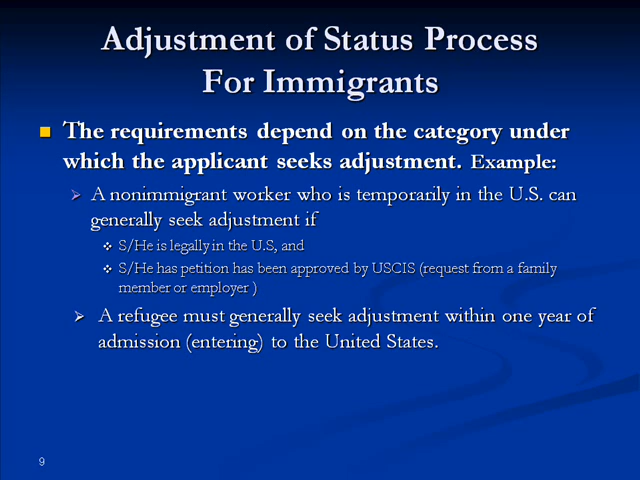 Adjustment of Status Process
For Immigrants
The requirements depend on the category under
which the applicant seeks adjustment. Example:
A nonimmigrant worker who is temporarily in the U.S. can
generally seek adjustment if
S/He is legally in the U.S, and
S/He has petition has been approved by USCIS (request from a family
member or employer )
A refugee must generally seek adjustment within one year of
admission (entering) to the United States.
9